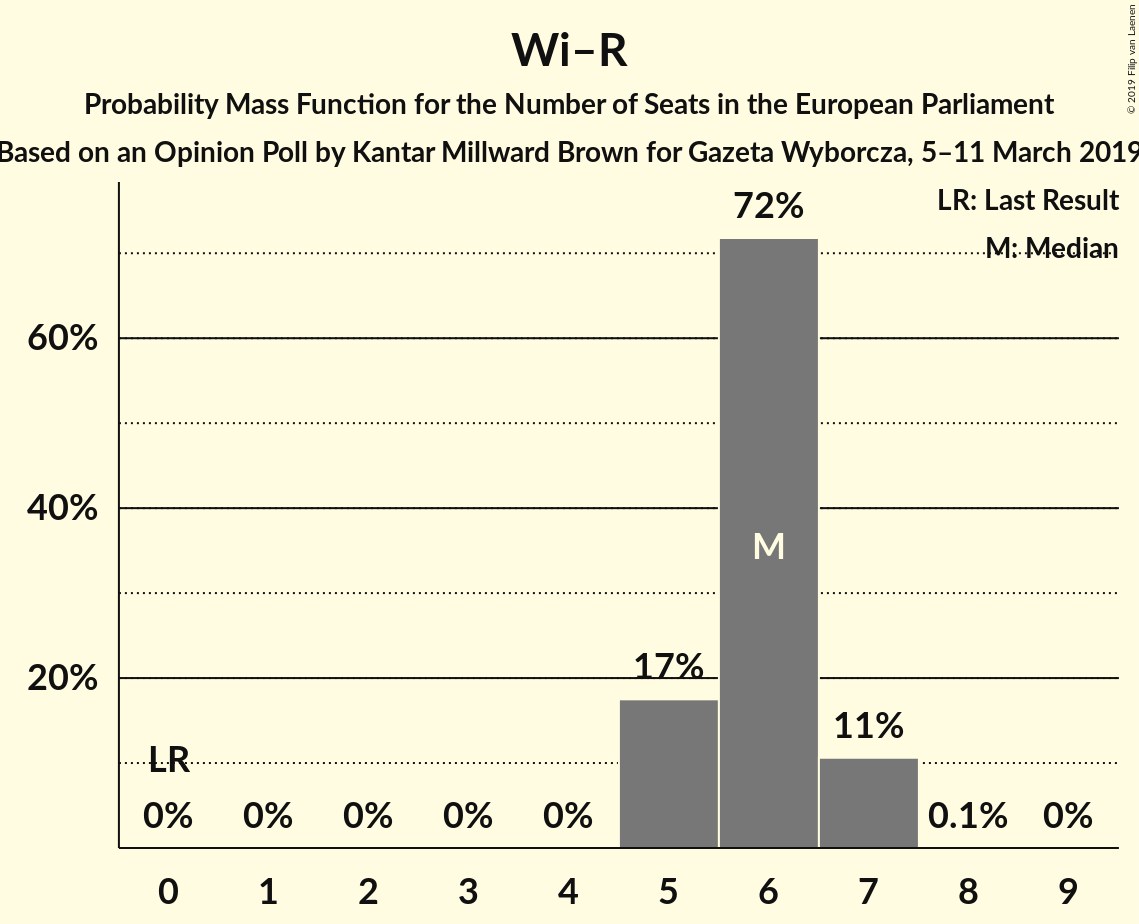 Wi–R
Probability Mass Function for the Number of Seats in the European Parliament
Based on an Opinion Poll by Kantar Millward Brown for Gazeta Wyborcza, 5–11 March 2019
© 2019 Filip van Laenen
LR: Last Result
M: Median
72%
60%
40%
M
20%
17%
11%
LR
0% 0% 0% 0% 0% 0.1% 0%
0 1 2 3 4 5 6 7 8 9